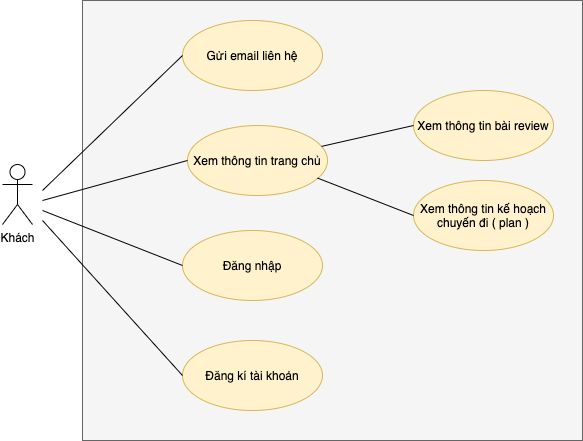 Gửi email liên hệ
Xem thông tin bài review
Xem thông tin trang chủ
Xem thông tin kế hoạch
chuyến đi ( plan )
Khách
Đăng nhập
Đăng kí tài khoản